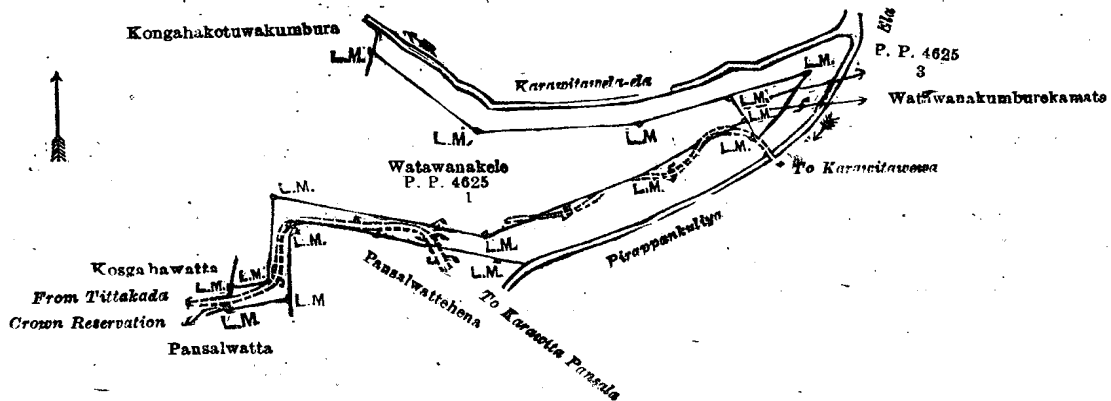 Kongahakotuwakumbura
L.M.
Karawitawela-ela
Ela
P. P. 4625
3
L.M.
L.M.
L.M.
Watawanakumburekamate
L.M.
L.M
L.M.
To Karawitawewa
Watawanakele
P. P. 4625
1
L.M.
L.M.
L.M.
L.M.
Pirappankuliya
L.M.
Kosgahawatta
L.M.
L.M.
From Tittakada
L.M
Crown Reservation
L.M.
Pansalwatta
Pansalwattehena
To Karawita Pansala